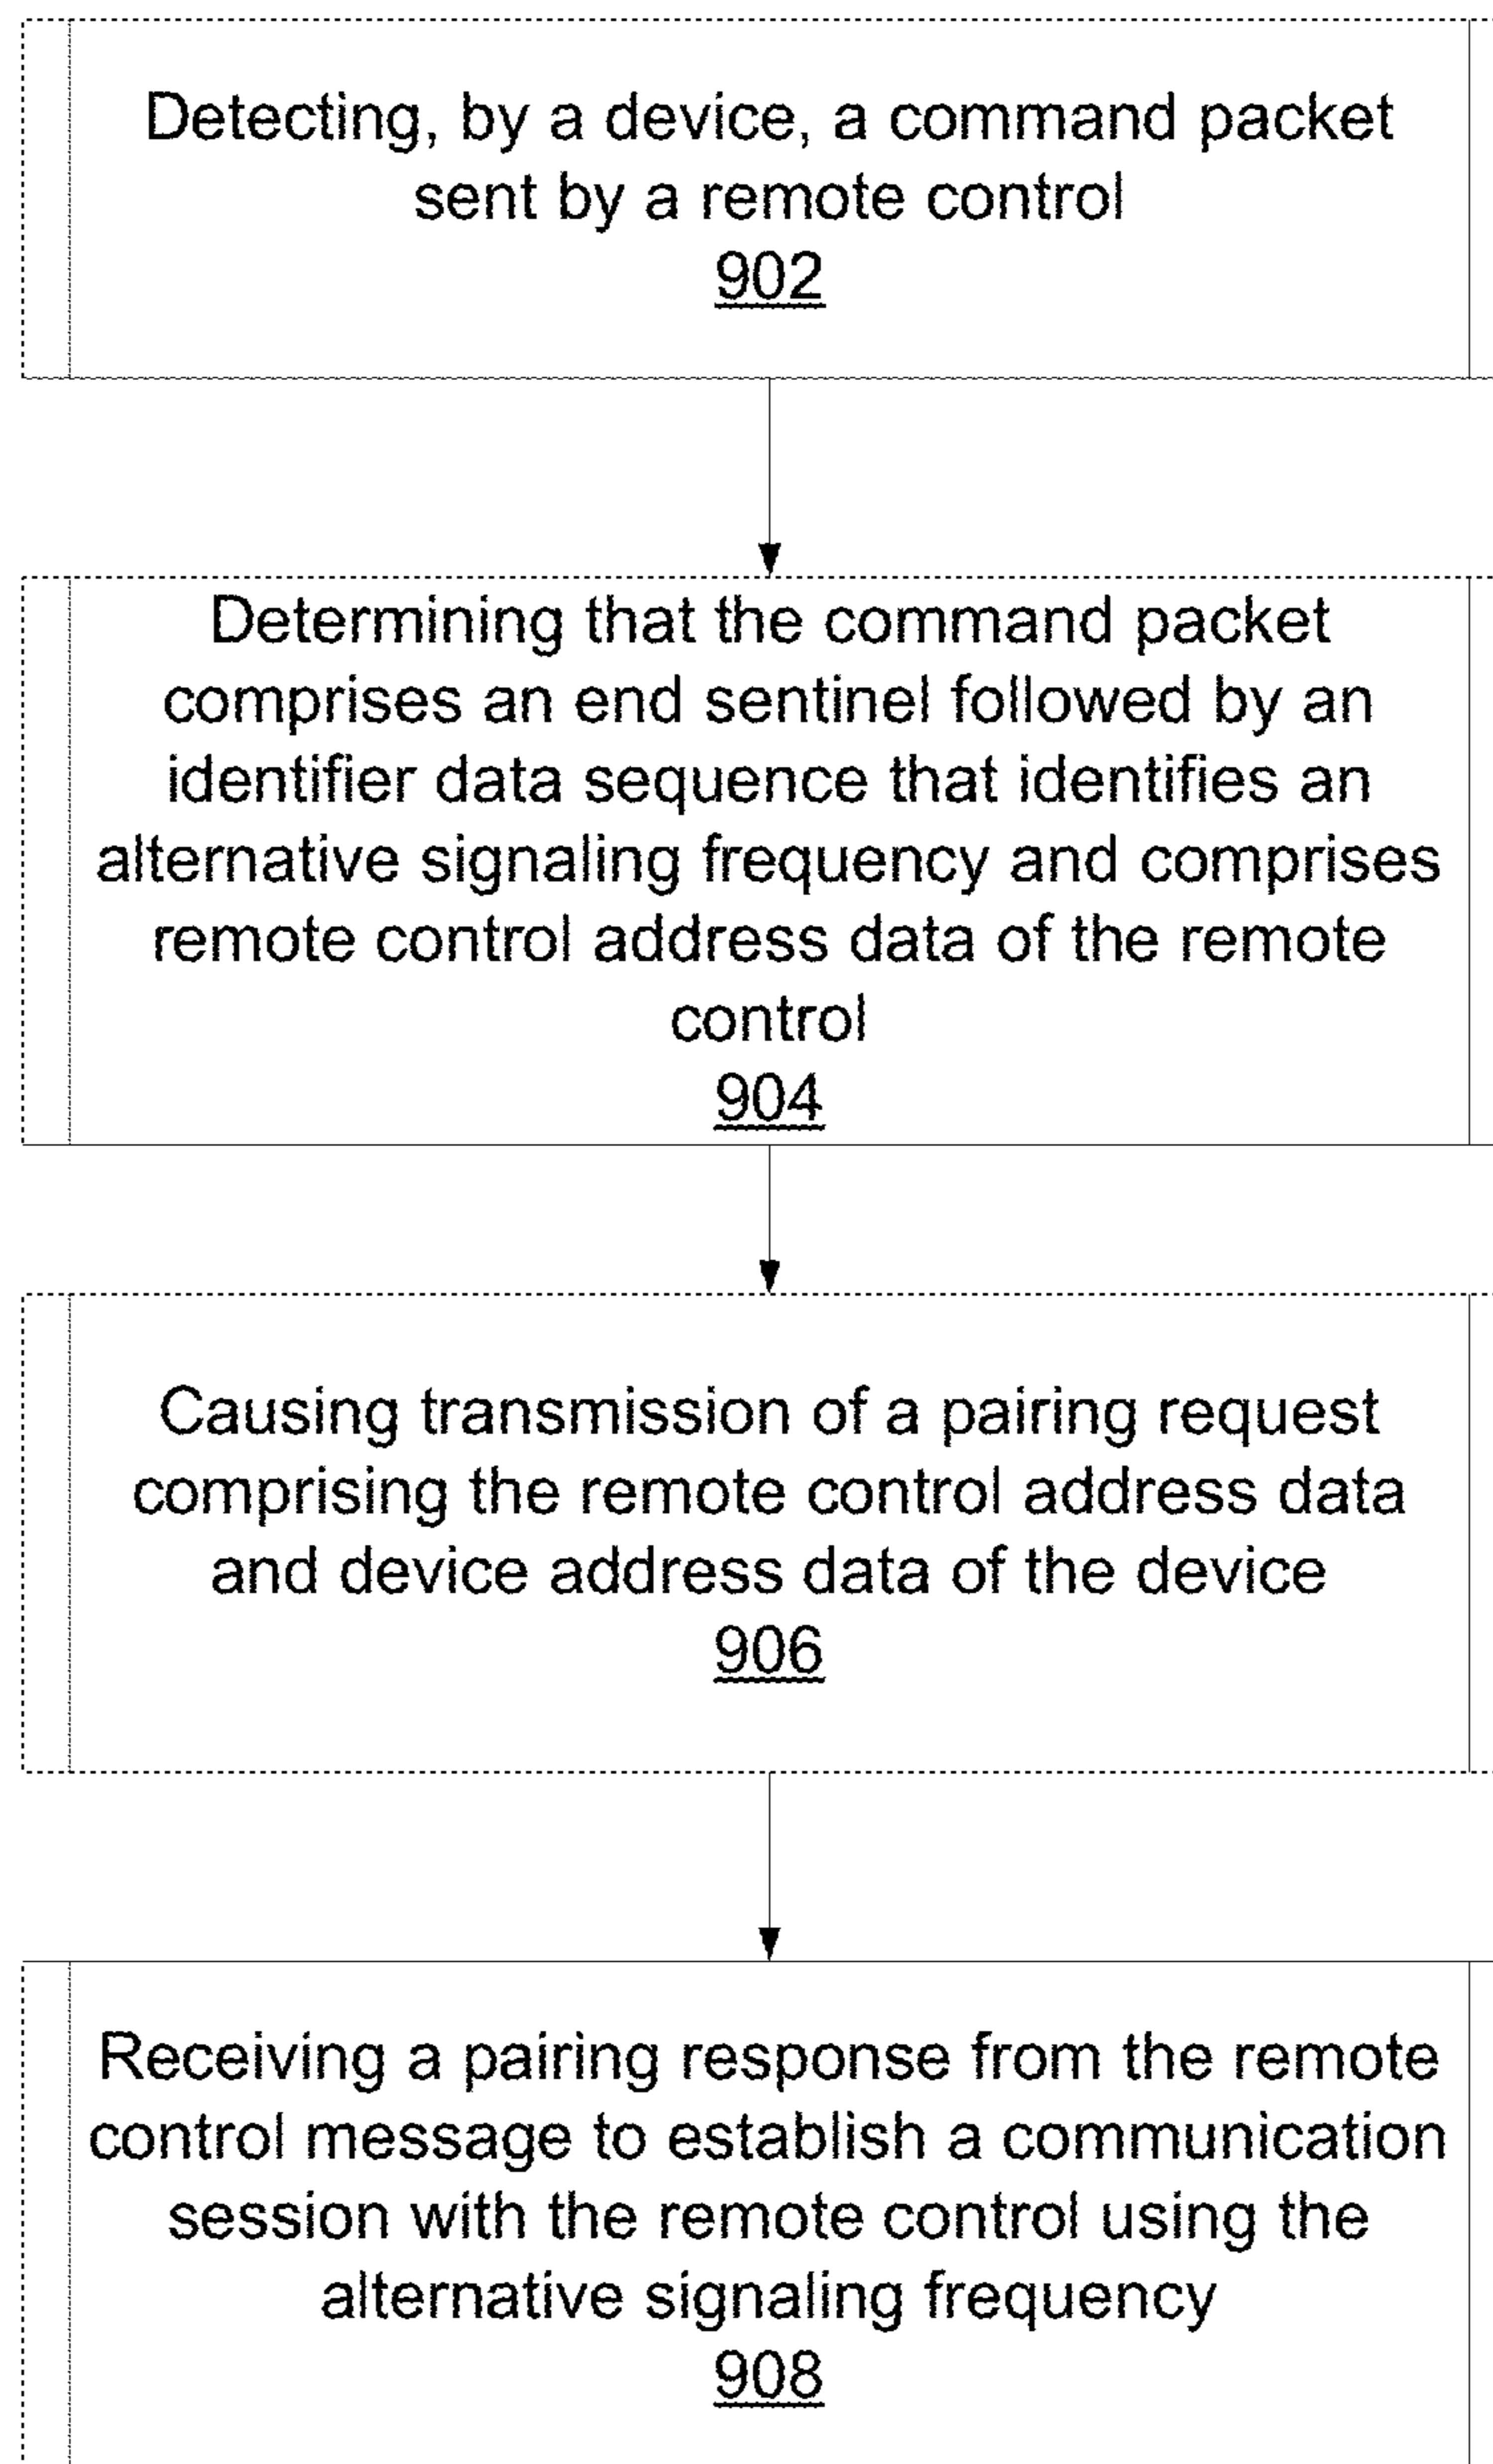 Detecting, by a device, a command packet
sent by a remote control
902
Determining that the command packet
comprises an end sentinel followed by an
identifier data sequence that identifies an
alternative signaling frequency and comprises
remote control address data of the remote
control
904
Causing transmission of a pairing request
comprising the remote control address data
and device address data of the device
906
Receiving a pairing response from the remote
control message to establish a communication
session with the remote control using the
alternative signaling frequency
908